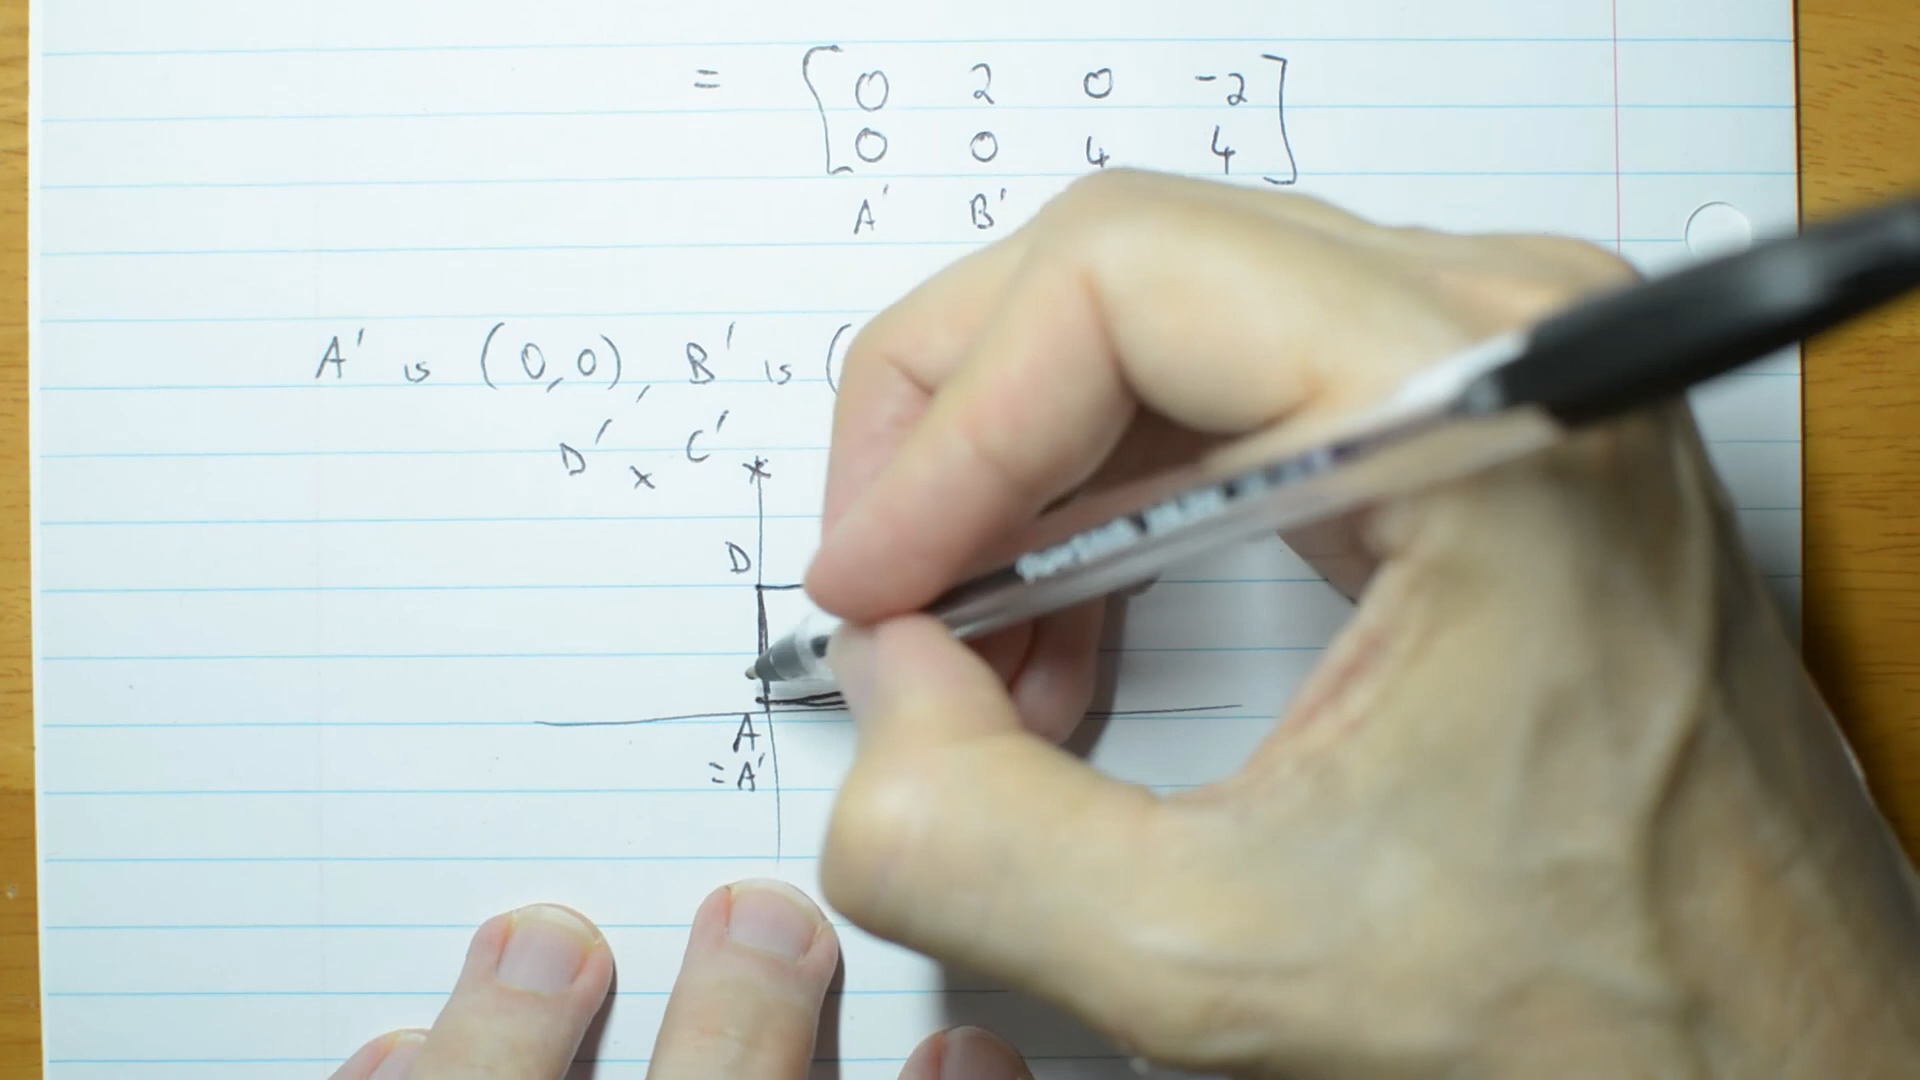 = [ 0 2 0 -2 ]
0 0 4 4
A' B'
A' is (0,0), B' is (
D' x C' x
D
A
= A'